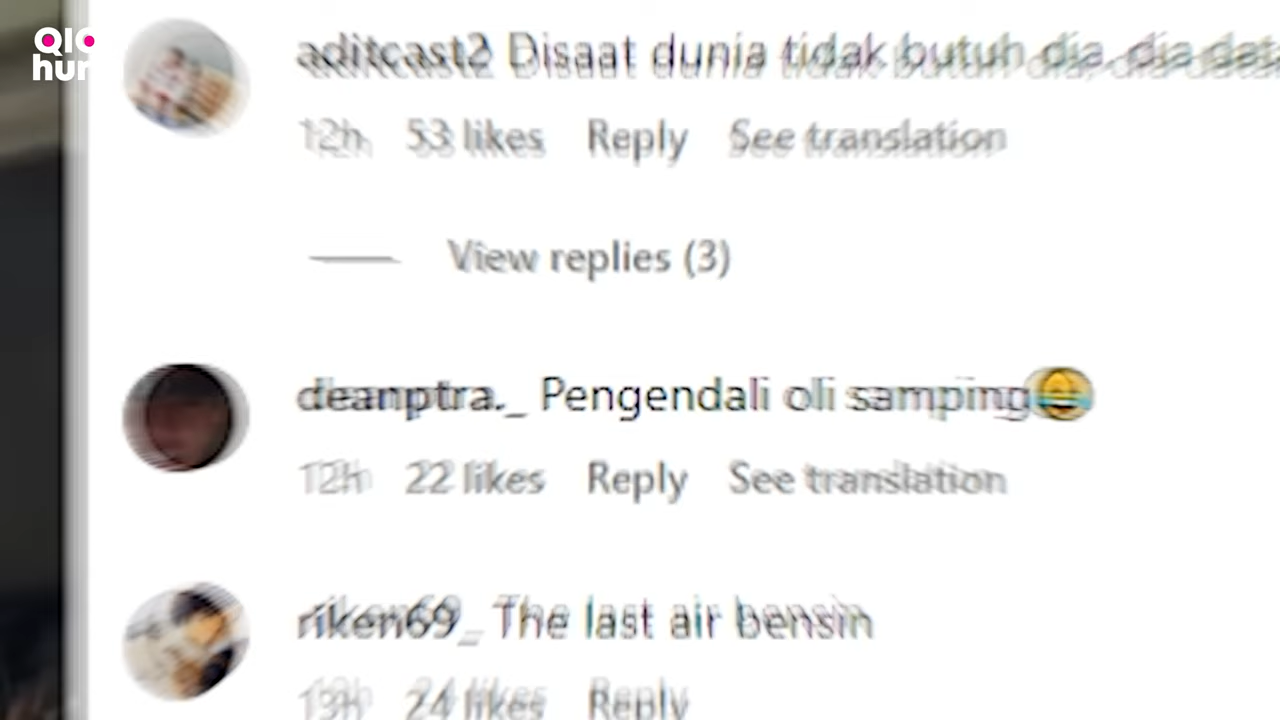 aditcast2 Disaat dunia tidak butuh dia, dia
12h 53 likes Reply See translation
View replies (3)
deanptra._ Pengendali oli samping😂
12h 22 likes Reply See translation
riken69_ The last air bensin
24 likes Reply